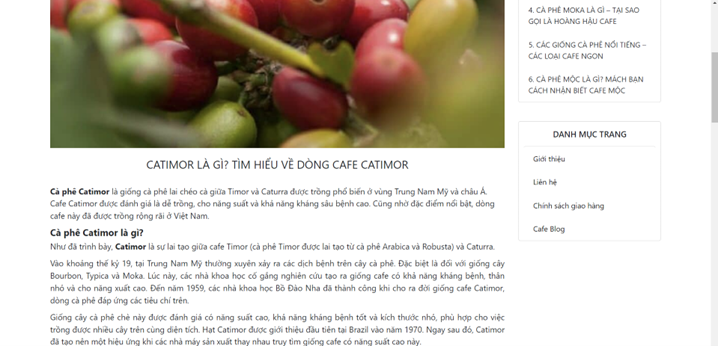 CATIMOR LÀ GÌ? TÌM HIỂU VỀ DÒNG CAFE CATIMOR
Cà phê Catimor là giống cà phê lai chéo cà giữa Timor và Caturra được trồng phổ biến ở vùng Trung Nam Mỹ và châu Á.
Cafe Catimor được đánh giá là dễ trồng, cho năng suất và khả năng kháng sâu bệnh cao. Cũng nhờ đặc điểm nổi bật, dòng
cafe này đã được trồng rộng rãi ở Việt Nam.
Cà phê Catimor là gì?
Như đã trình bày, Catimor là sự lai tạo giữa cafe Timor (cà phê Timor được lai tạo từ cà phê Arabica và Robusta) và Caturra.
Vào khoảng thế kỷ 19, tại Trung Nam Mỹ thường xuyên xảy ra các dịch bệnh trên cây cà phê. Đặc biệt là đối với giống cây
Bourbon, Typica và Moka. Lúc này, các nhà khoa học cố gắng nghiên cứu tạo ra giống cafe có khả năng kháng bệnh, thân
nhỏ và cho năng suất cao. Đến năm 1959, các nhà khoa học Bồ Đào Nha đã thành công khi cho ra đời giống cafe Catimor,
dòng cà phê đáp ứng các tiêu chí trên.
Giống cây cà phê chè này được đánh giá có năng suất cao, khả năng kháng bệnh tốt và kích thước nhỏ, phù hợp cho việc
trồng được nhiều cây trên cùng diện tích. Hạt Catimor được giới thiệu đầu tiên tại Brazil vào năm 1970. Ngay sau đó, Catimor
đã tạo nên một hiệu ứng khi các nhà máy sản xuất thay nhau truy tìm giống cafe có năng suất cao này.
4. CÀ PHÊ MOKA LÀ GÌ – TẠI SAO
GỌI LÀ HOÀNG HẬU CAFE
5. CÁC GIỐNG CÀ PHÊ NỔI TIẾNG –
CÁC LOẠI CAFE NGON
6. CÀ PHÊ MỘC LÀ GÌ? MÁCH BẠN
CÁCH NHẬN BIẾT CAFE MỘC
DANH MỤC TRANG
Giới thiệu
Liên hệ
Chính sách giao hàng
Cafe Blog